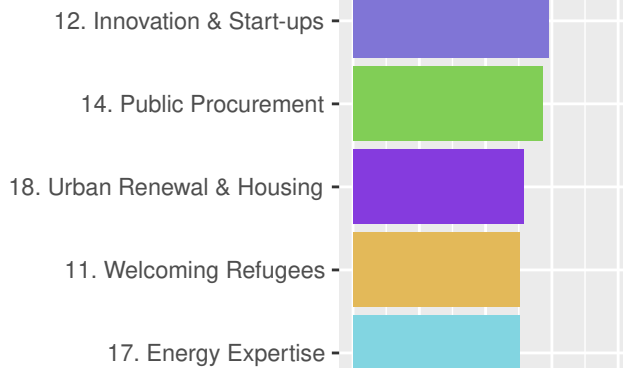 12. Innovation & Start-ups
14. Public Procurement
18. Urban Renewal & Housing
11. Welcoming Refugees
17. Energy Expertise